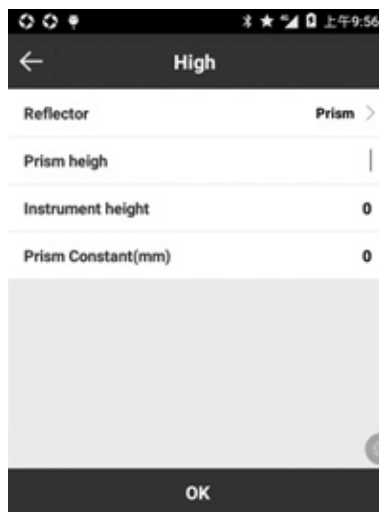 上午9:56
High
Reflector Prism
Prism heigh
Instrument height 0
Prism Constant(mm) 0
OK